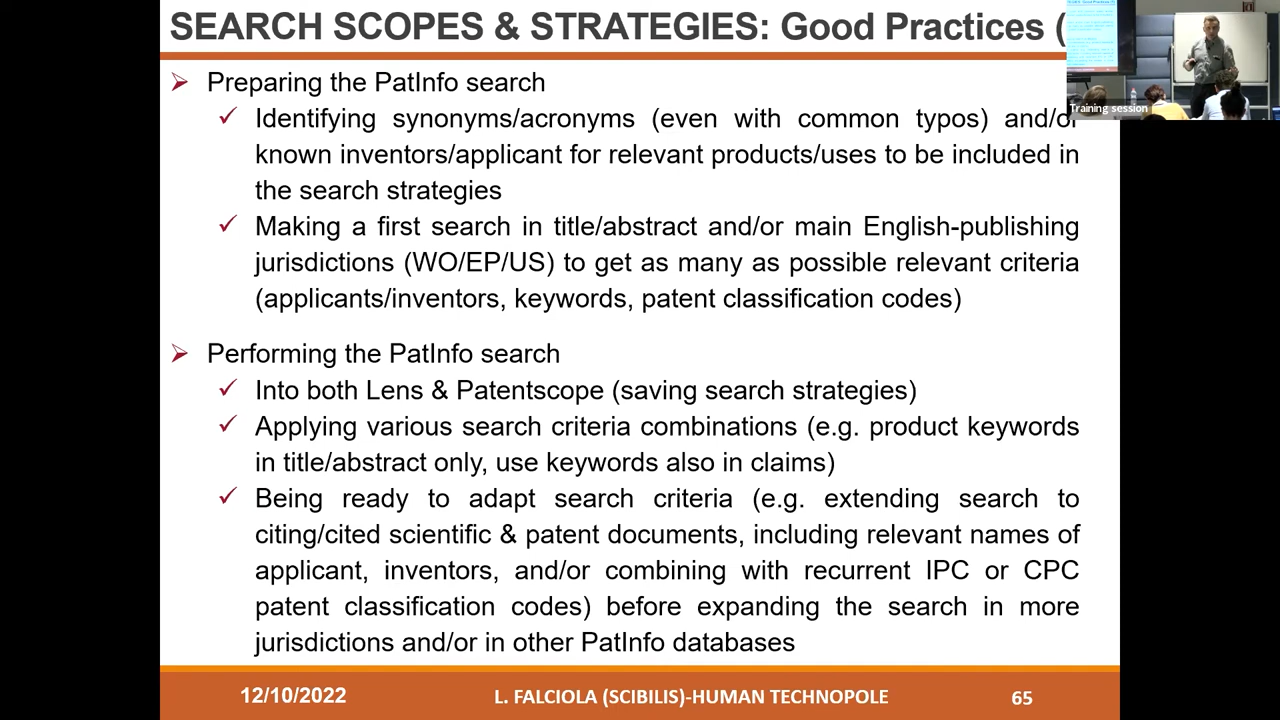 SEARCH SCOPES & STRATEGIES: Good Practices (
Training session
Preparing the PatInfo search
Identifying synonyms/acronyms (even with common typos) and/or
known inventors/applicant for relevant products/uses to be included in
the search strategies
Making a first search in title/abstract and/or main English-publishing
jurisdictions (WO/EP/US) to get as many as possible relevant criteria
(applicants/inventors, keywords, patent classification codes)
Performing the PatInfo search
Into both Lens & Patentscope (saving search strategies)
Applying various search criteria combinations (e.g. product keywords
in title/abstract only, use keywords also in claims)
Being ready to adapt search criteria (e.g. extending search to
citing/cited scientific & patent documents, including relevant names of
applicant, inventors, and/or combining with recurrent IPC or CPC
patent classification codes) before expanding the search in more
jurisdictions and/or in other PatInfo databases
12/10/2022 L. FALCIOLA (SCIBILIS)-HUMAN TECHNOPOLE 65